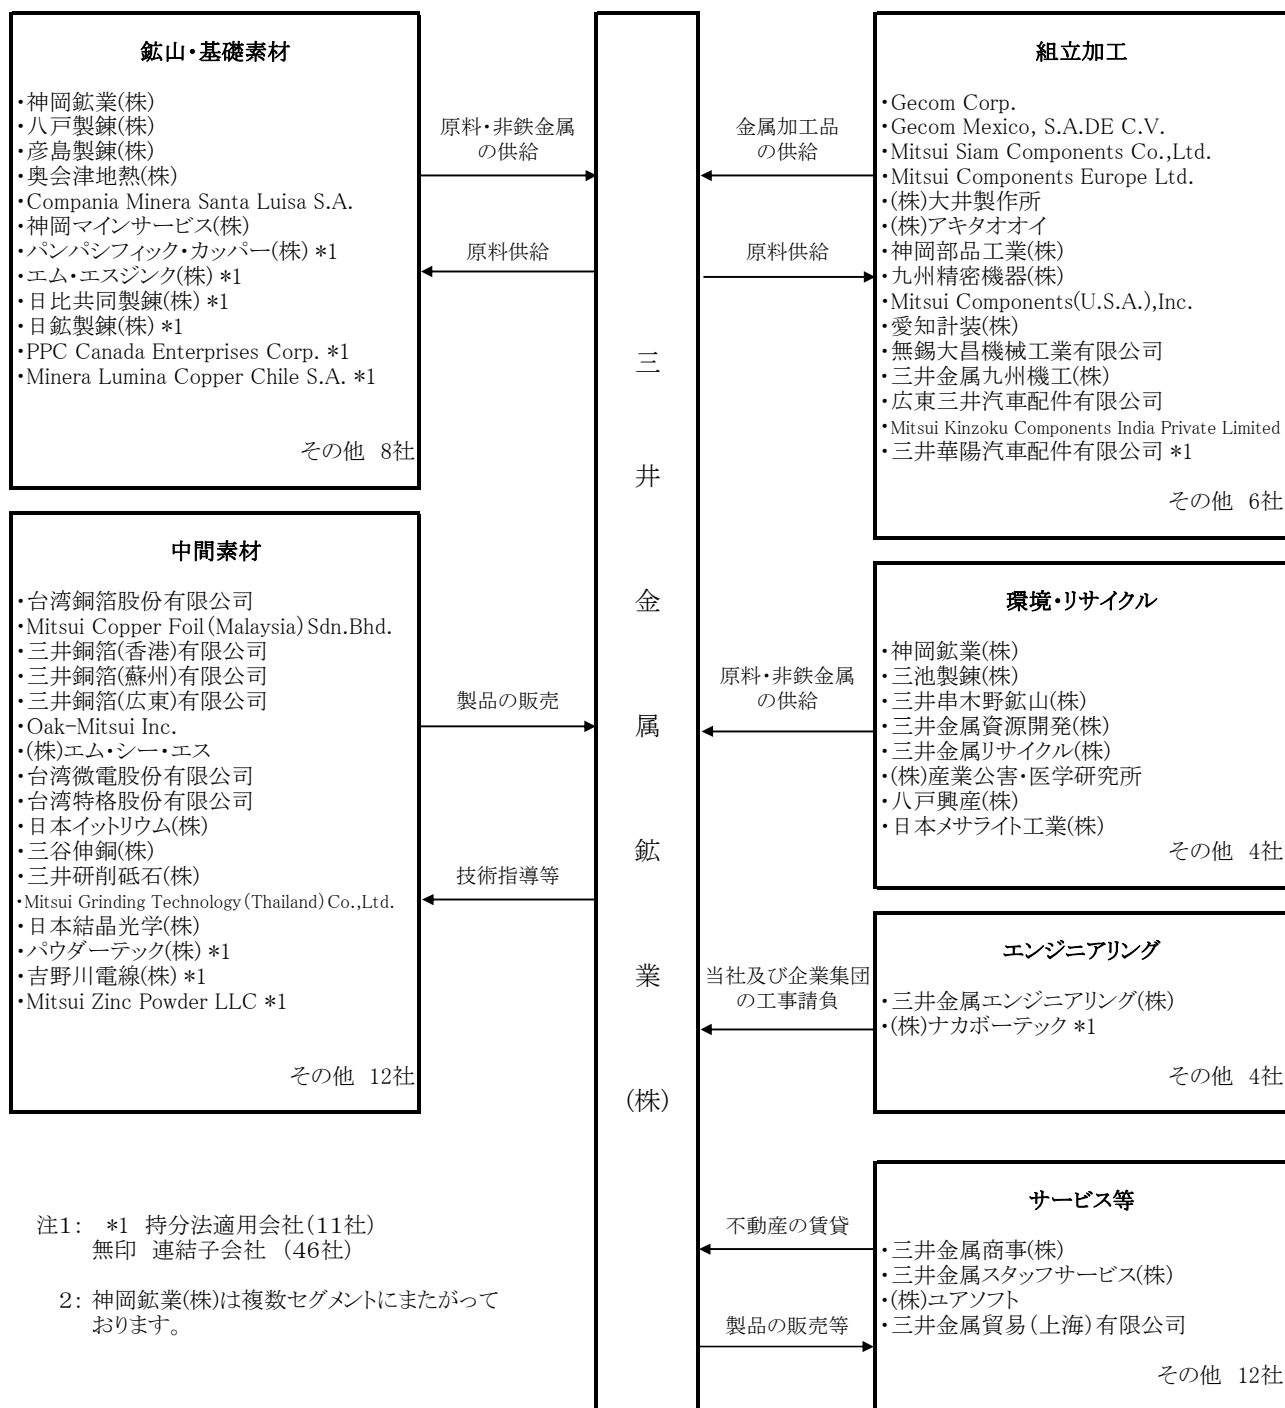 鉱山・基礎素材
・神岡鉱業(株)
・八戸製錬(株)
・彦島製錬(株)
・奥会津地熱(株)
・Compania Minera Santa Luisa S.A.
・神岡マインサービス(株)
・パンパシフィック・カッパー(株) *1
・エム・エスジンク(株) *1
・日比共同製錬(株) *1
・日鉱製錬(株) *1
・PPC Canada Enterprises Corp. *1
・Minera Lumina Copper Chile S.A. *1
その他 8社
原料・非鉄金属
の供給
原料供給
中間素材
・台湾銅箔股份有限公司
・Mitsui Copper Foil(Malaysia)Sdn.Bhd.
・三井銅箔(香港)有限公司
・三井銅箔(蘇州)有限公司
・三井銅箔(広東)有限公司
・Oak-Mitsui Inc.
・(株)エム・シー・エス
・台湾微電股份有限公司
・台湾特格股份有限公司
・日本イットリウム(株)
・三谷伸銅(株)
・三井研削砥石(株)
・Mitsui Grinding Technology(Thailand)Co.,Ltd.
・日本結晶光学(株)
・パウダーテック(株) *1
・吉野川電線(株) *1
・Mitsui Zinc Powder LLC *1
その他 12社
製品の販売
技術指導等
三
井
金
属
鉱
業
(株)
金属加工品
の供給
原料供給
組立加工
・Gecom Corp.
・Gecom Mexico, S.A.DE C.V.
・Mitsui Siam Components Co.,Ltd.
・Mitsui Components Europe Ltd.
・(株)大井製作所
・(株)アキタオオイ
・神岡部品工業(株)
・九州精密機器(株)
・Mitsui Components(U.S.A.),Inc.
・愛知計装(株)
・無錫大昌機械工業有限公司
・三井金属九州機工(株)
・広東三井汽車配件有限公司
・Mitsui Kinzoku Components India Private Limited
・三井華陽汽車配件有限公司 *1
その他 6社
原料・非鉄金属
の供給
環境・リサイクル
・神岡鉱業(株)
・三池製錬(株)
・三井串木野鉱山(株)
・三井金属資源開発(株)
・三井金属リサイクル(株)
・(株)産業公害・医学研究所
・八戸興産(株)
・日本メサライト工業(株)
その他 4社
当社及び企業集団
の工事請負
エンジニアリング
・三井金属エンジニアリング(株)
・(株)ナカボーテック *1
その他 4社
不動産の賃貸
製品の販売等
サービス等
・三井金属商事(株)
・三井金属スタッフサービス(株)
・(株)ユアソフト
・三井金属貿易(上海)有限公司
その他 12社
注1: *1 持分法適用会社(11社)
無印 連結子会社 (46社)
2: 神岡鉱業(株)は複数セグメントにまたがって
おります。